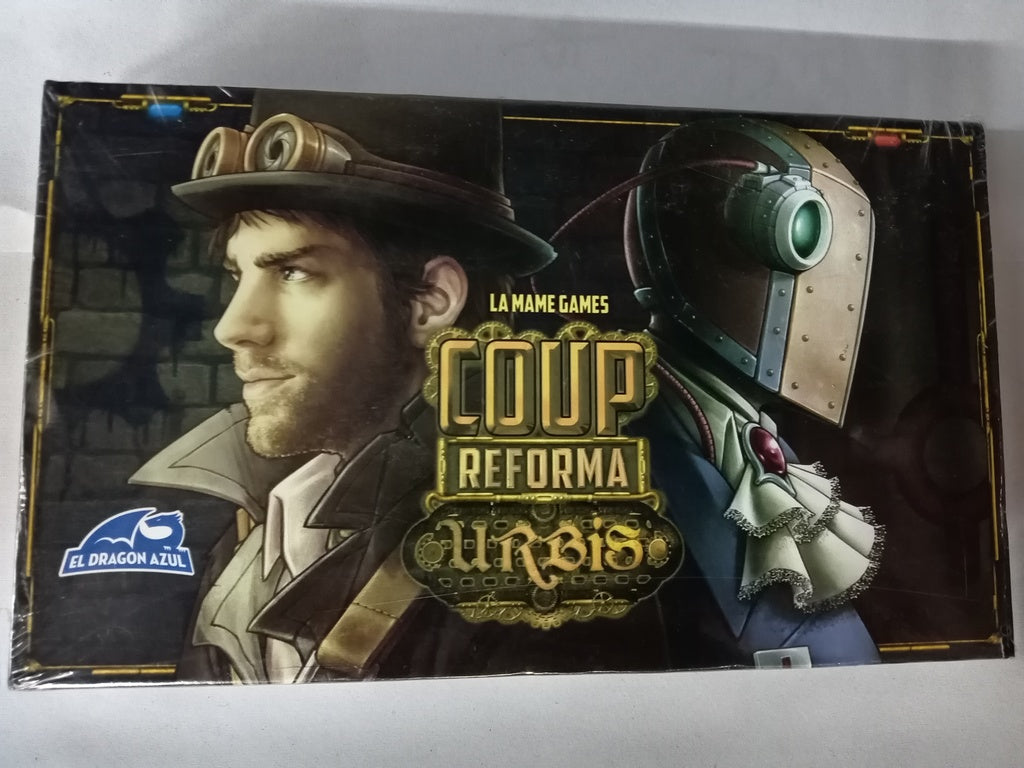 LA MAME GAMES
COUP
REFORMA
URBIS
EL DRAGON AZUL